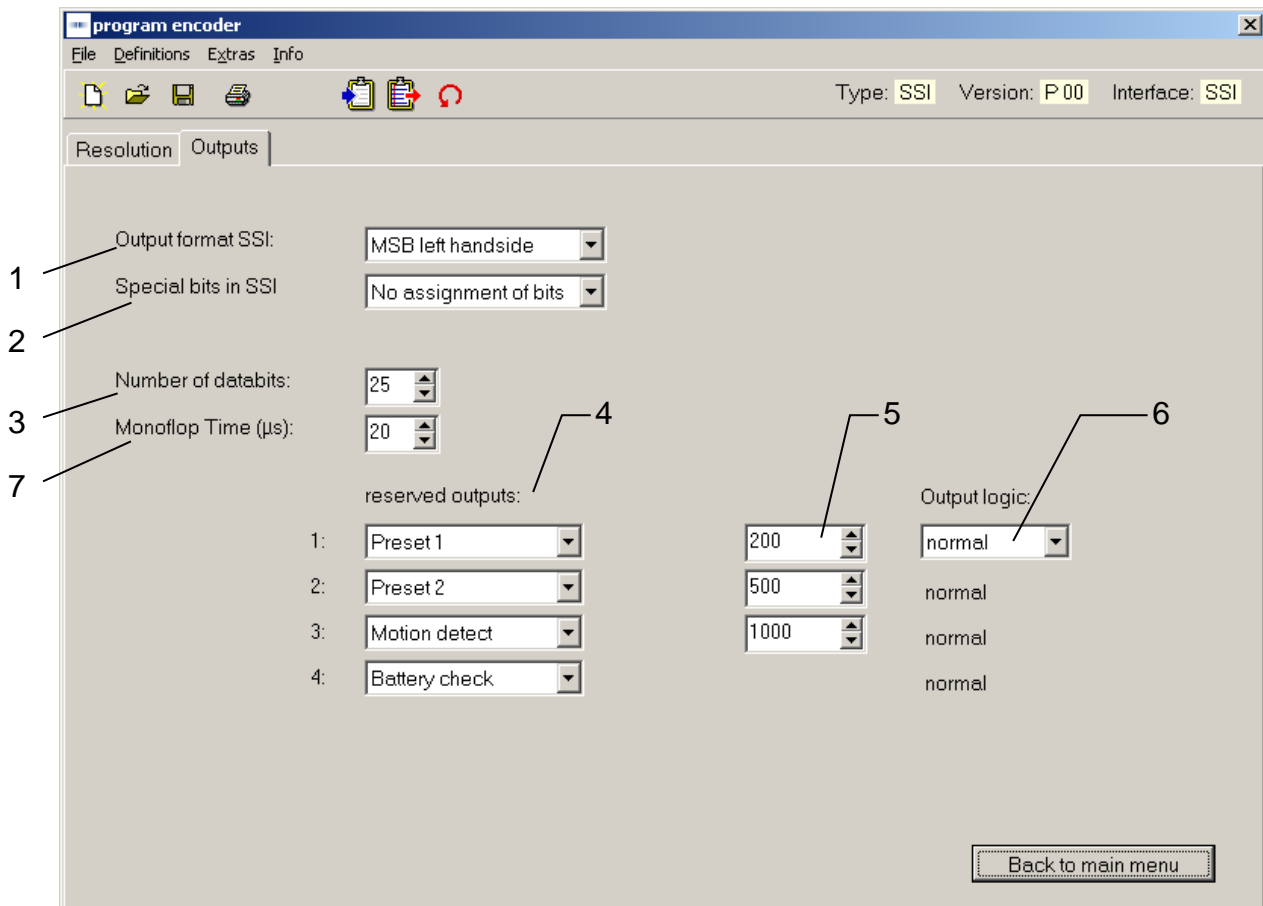 program encoder
File Definitions Extras Info
Type: SSI Version: P 00 Interface: SSI
Resolution Outputs
Output format SSI: MSB left handside
1
Special bits in SSI No assignment of bits
2
Number of databits: 25
3
Monoflop Time (µs): 20
7
4
5
6
reserved outputs: Output logic:
1: Preset 1 200 normal
2: Preset 2 500 normal
3: Motion detect 1000 normal
4: Battery check normal
Back to main menu